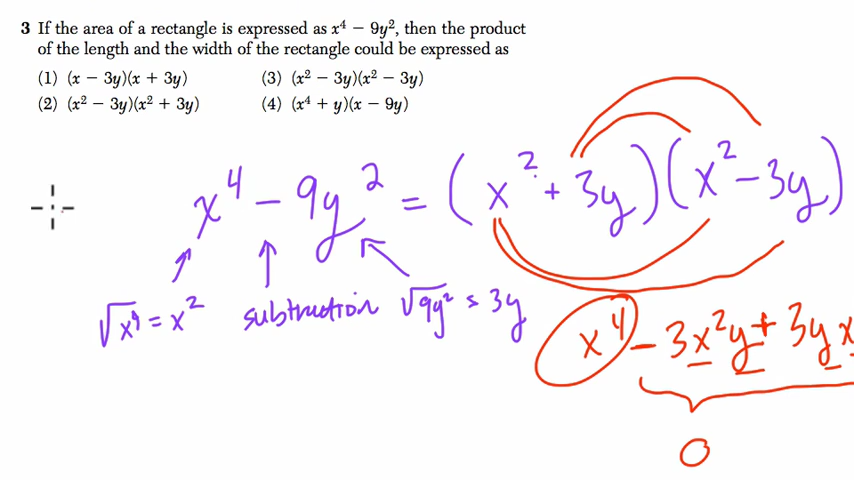 3 If the area of a rectangle is expressed as x⁴ − 9y², then the product
of the length and the width of the rectangle could be expressed as
(1) (x − 3y)(x + 3y) (3) (x² − 3y)(x² − 3y)
(2) (x² − 3y)(x² + 3y) (4) (x⁴ + y)(x − 9y)
x⁴ − 9y² = (x² + 3y)(x² − 3y)
√x⁴ = x² subtraction √9y² = 3y
x⁴ − 3x²y + 3yx
0